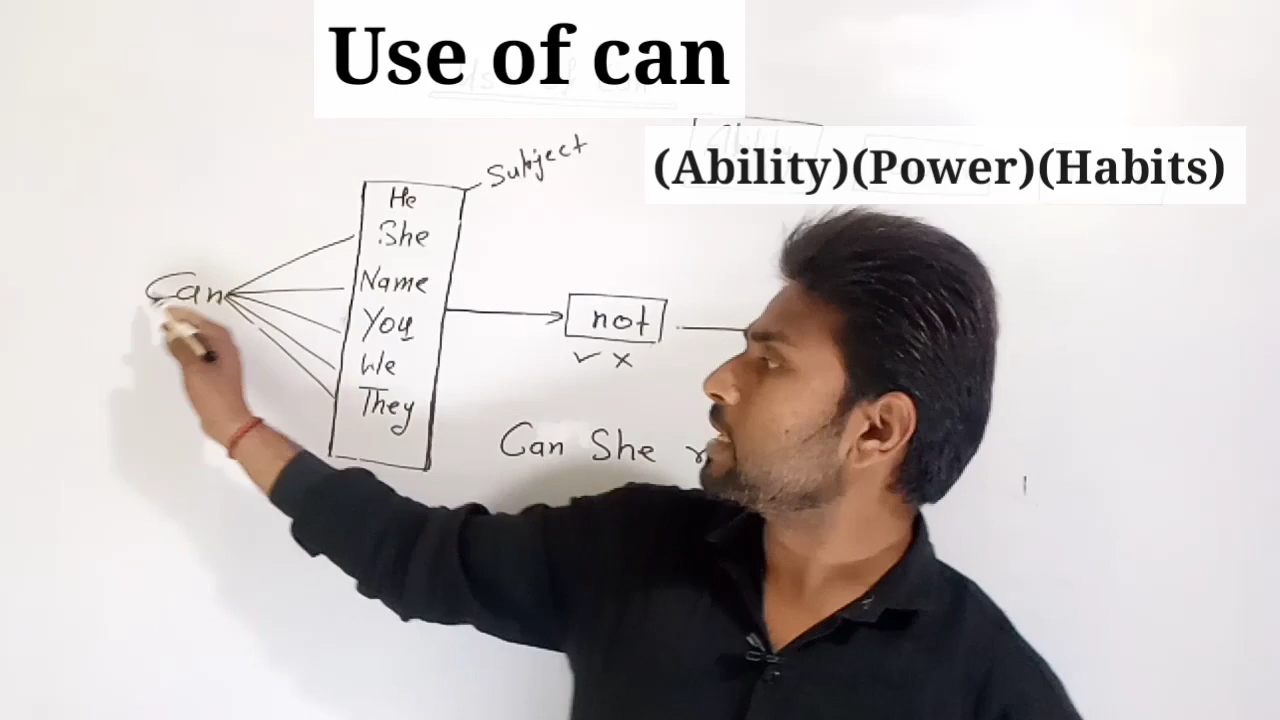 Use of can
(Ability)(Power)(Habits)
Subject
He
She
Name
You
We
They
Can
not
Can She